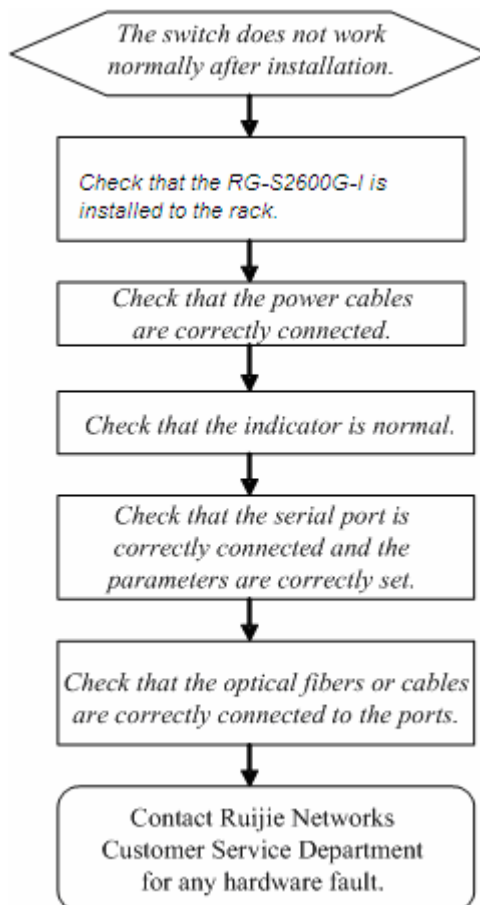 The switch does not work
normally after installation.
Check that the RG-S2600G-I is
installed to the rack.
Check that the power cables
are correctly connected.
Check that the indicator is normal.
Check that the serial port is
correctly connected and the
parameters are correctly set.
Check that the optical fibers or cables
are correctly connected to the ports.
Contact Ruijie Networks
Customer Service Department
for any hardware fault.